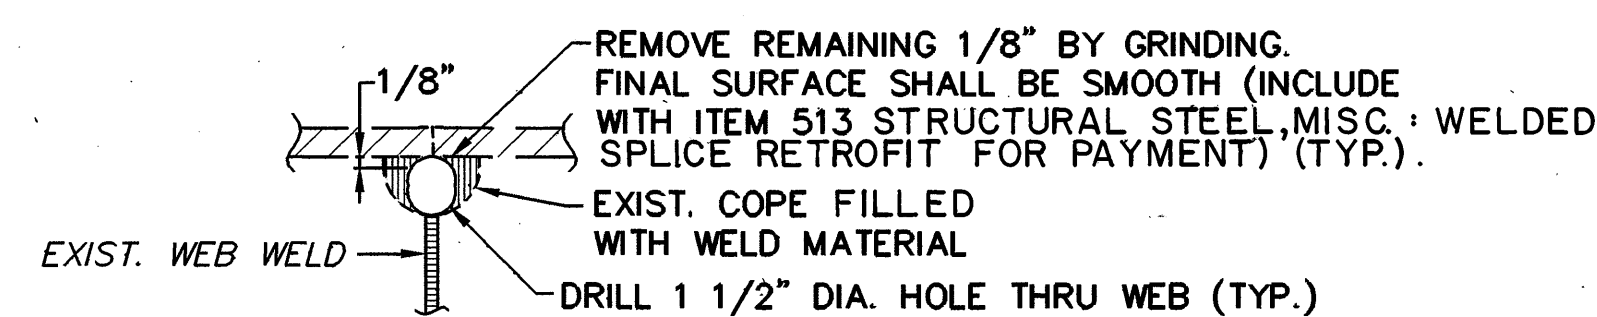 REMOVE REMAINING 1/8" BY GRINDING.
1/8"
FINAL SURFACE SHALL BE SMOOTH (INCLUDE
WITH ITEM 513 STRUCTURAL STEEL, MISC. : WELDED
SPLICE RETROFIT FOR PAYMENT) (TYP.).
EXIST. COPE FILLED
WITH WELD MATERIAL
EXIST. WEB WELD
DRILL 1 1/2" DIA. HOLE THRU WEB (TYP.)